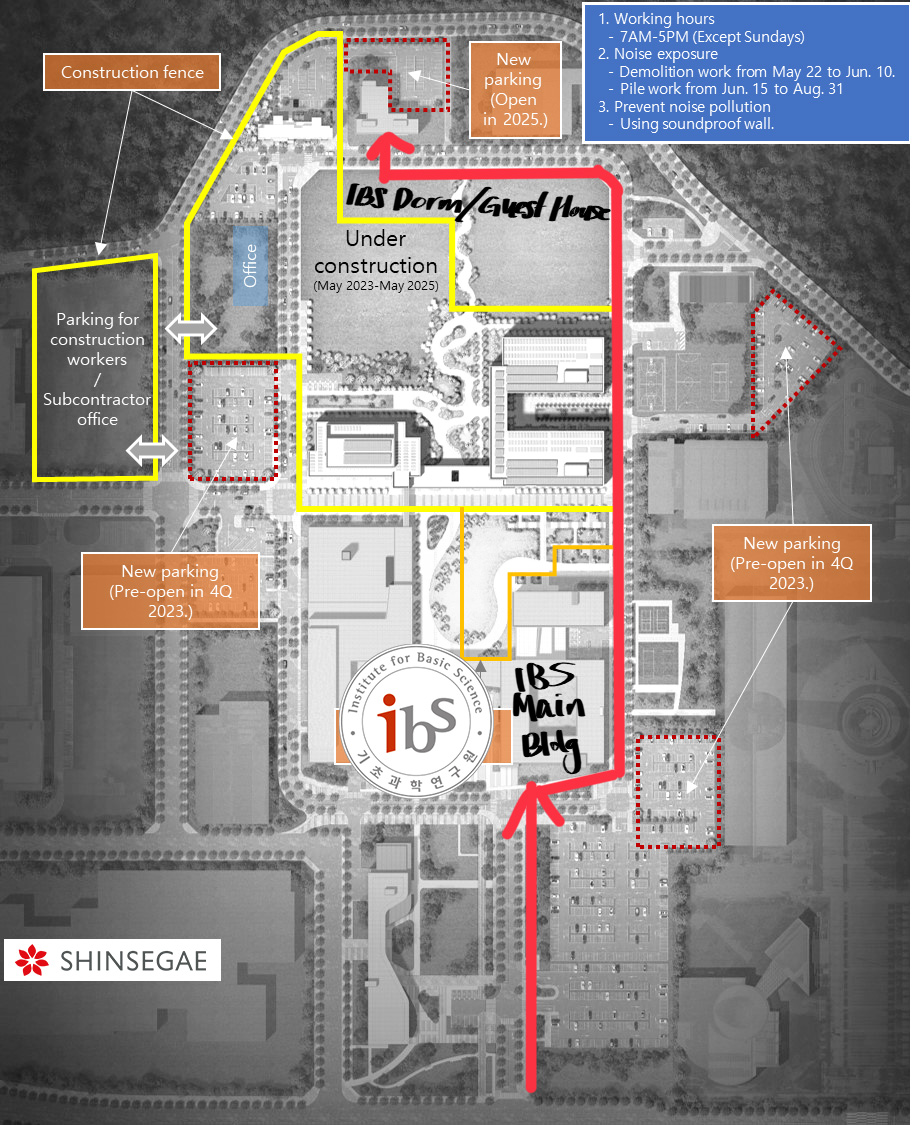 1. Working hours
- 7AM-5PM (Except Sundays)
2. Noise exposure
- Demolition work from May 22 to Jun. 10.
- Pile work from Jun. 15 to Aug. 31
3. Prevent noise pollution
- Using soundproof wall.
Construction fence
New
parking
(Open
in 2025.)
IBS Dorm/Guest House
Under
construction
(May 2023-May 2025)
Office
Parking for
construction
workers
/
Subcontractor
office
New parking
(Pre-open in 4Q
2023.)
New parking
(Pre-open in 4Q
2023.)
IBS
Main
Bldg
Institute for Basic Science
ibs
기초과학연구원
SHINSEGAE